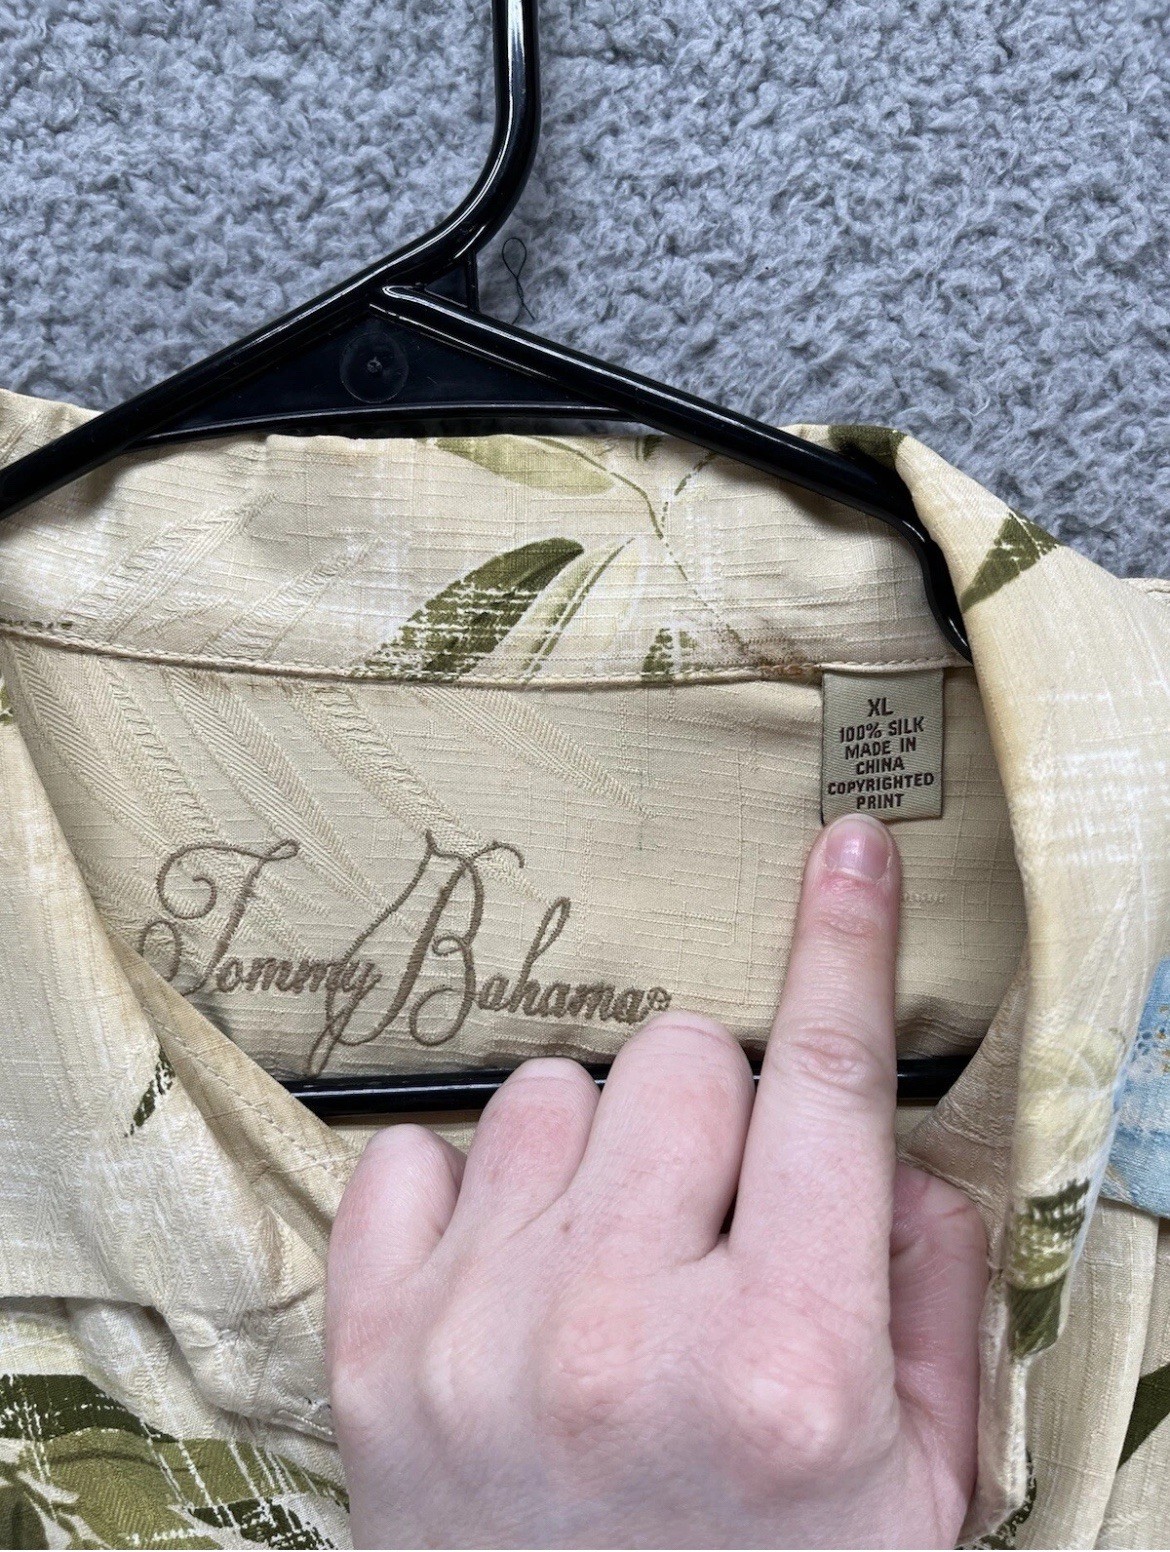 XL
100% SILK
MADE IN
CHINA
COPYRIGHTED
PRINT
Tommy Bahama®